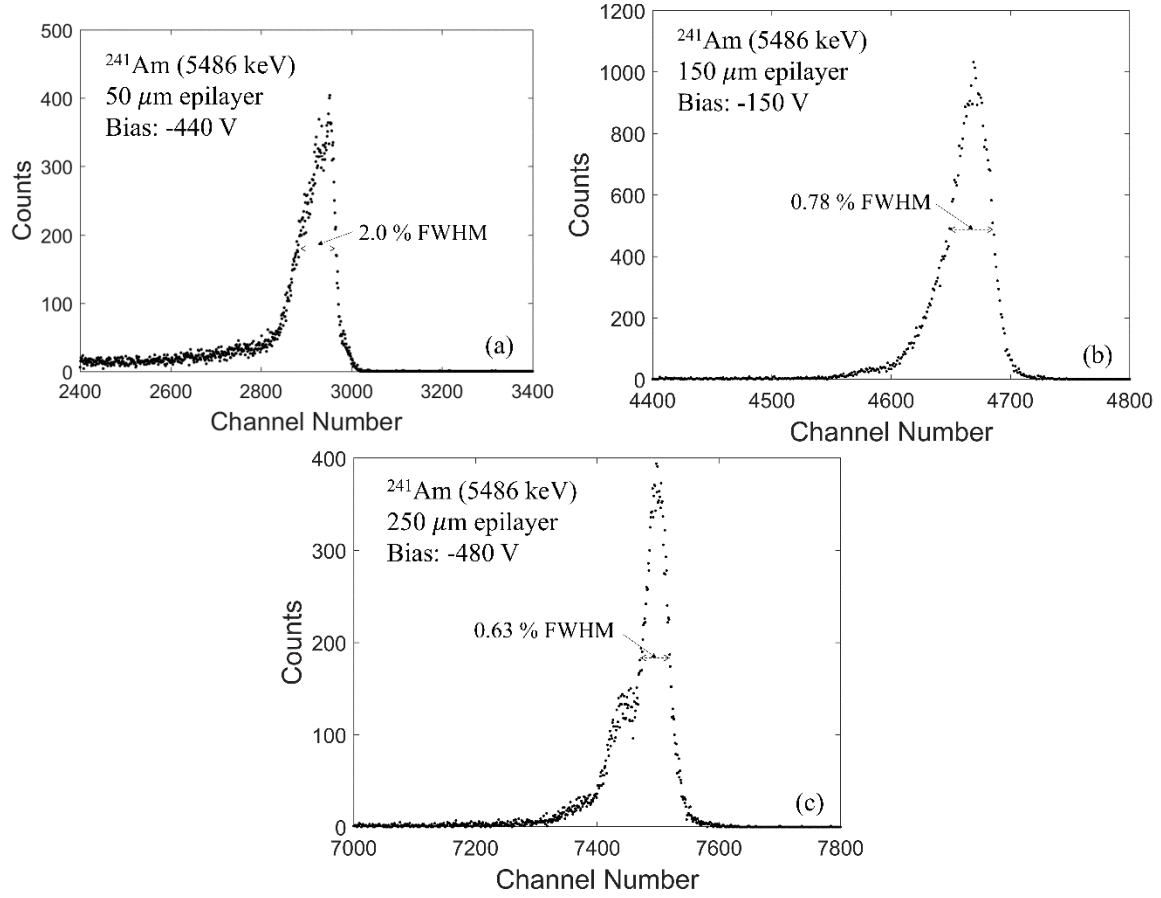 500
400
300
200
100
0
2400 2600 2800 3000 3200 3400
Counts
Channel Number
²⁴¹Am (5486 keV)
50 μm epilayer
Bias: -440 V
2.0 % FWHM
(a)
1200
1000
800
600
400
200
0
4400 4500 4600 4700 4800
Counts
Channel Number
²⁴¹Am (5486 keV)
150 μm epilayer
Bias: -150 V
0.78 % FWHM
(b)
400
300
200
100
0
7000 7200 7400 7600 7800
Counts
Channel Number
²⁴¹Am (5486 keV)
250 μm epilayer
Bias: -480 V
0.63 % FWHM
(c)